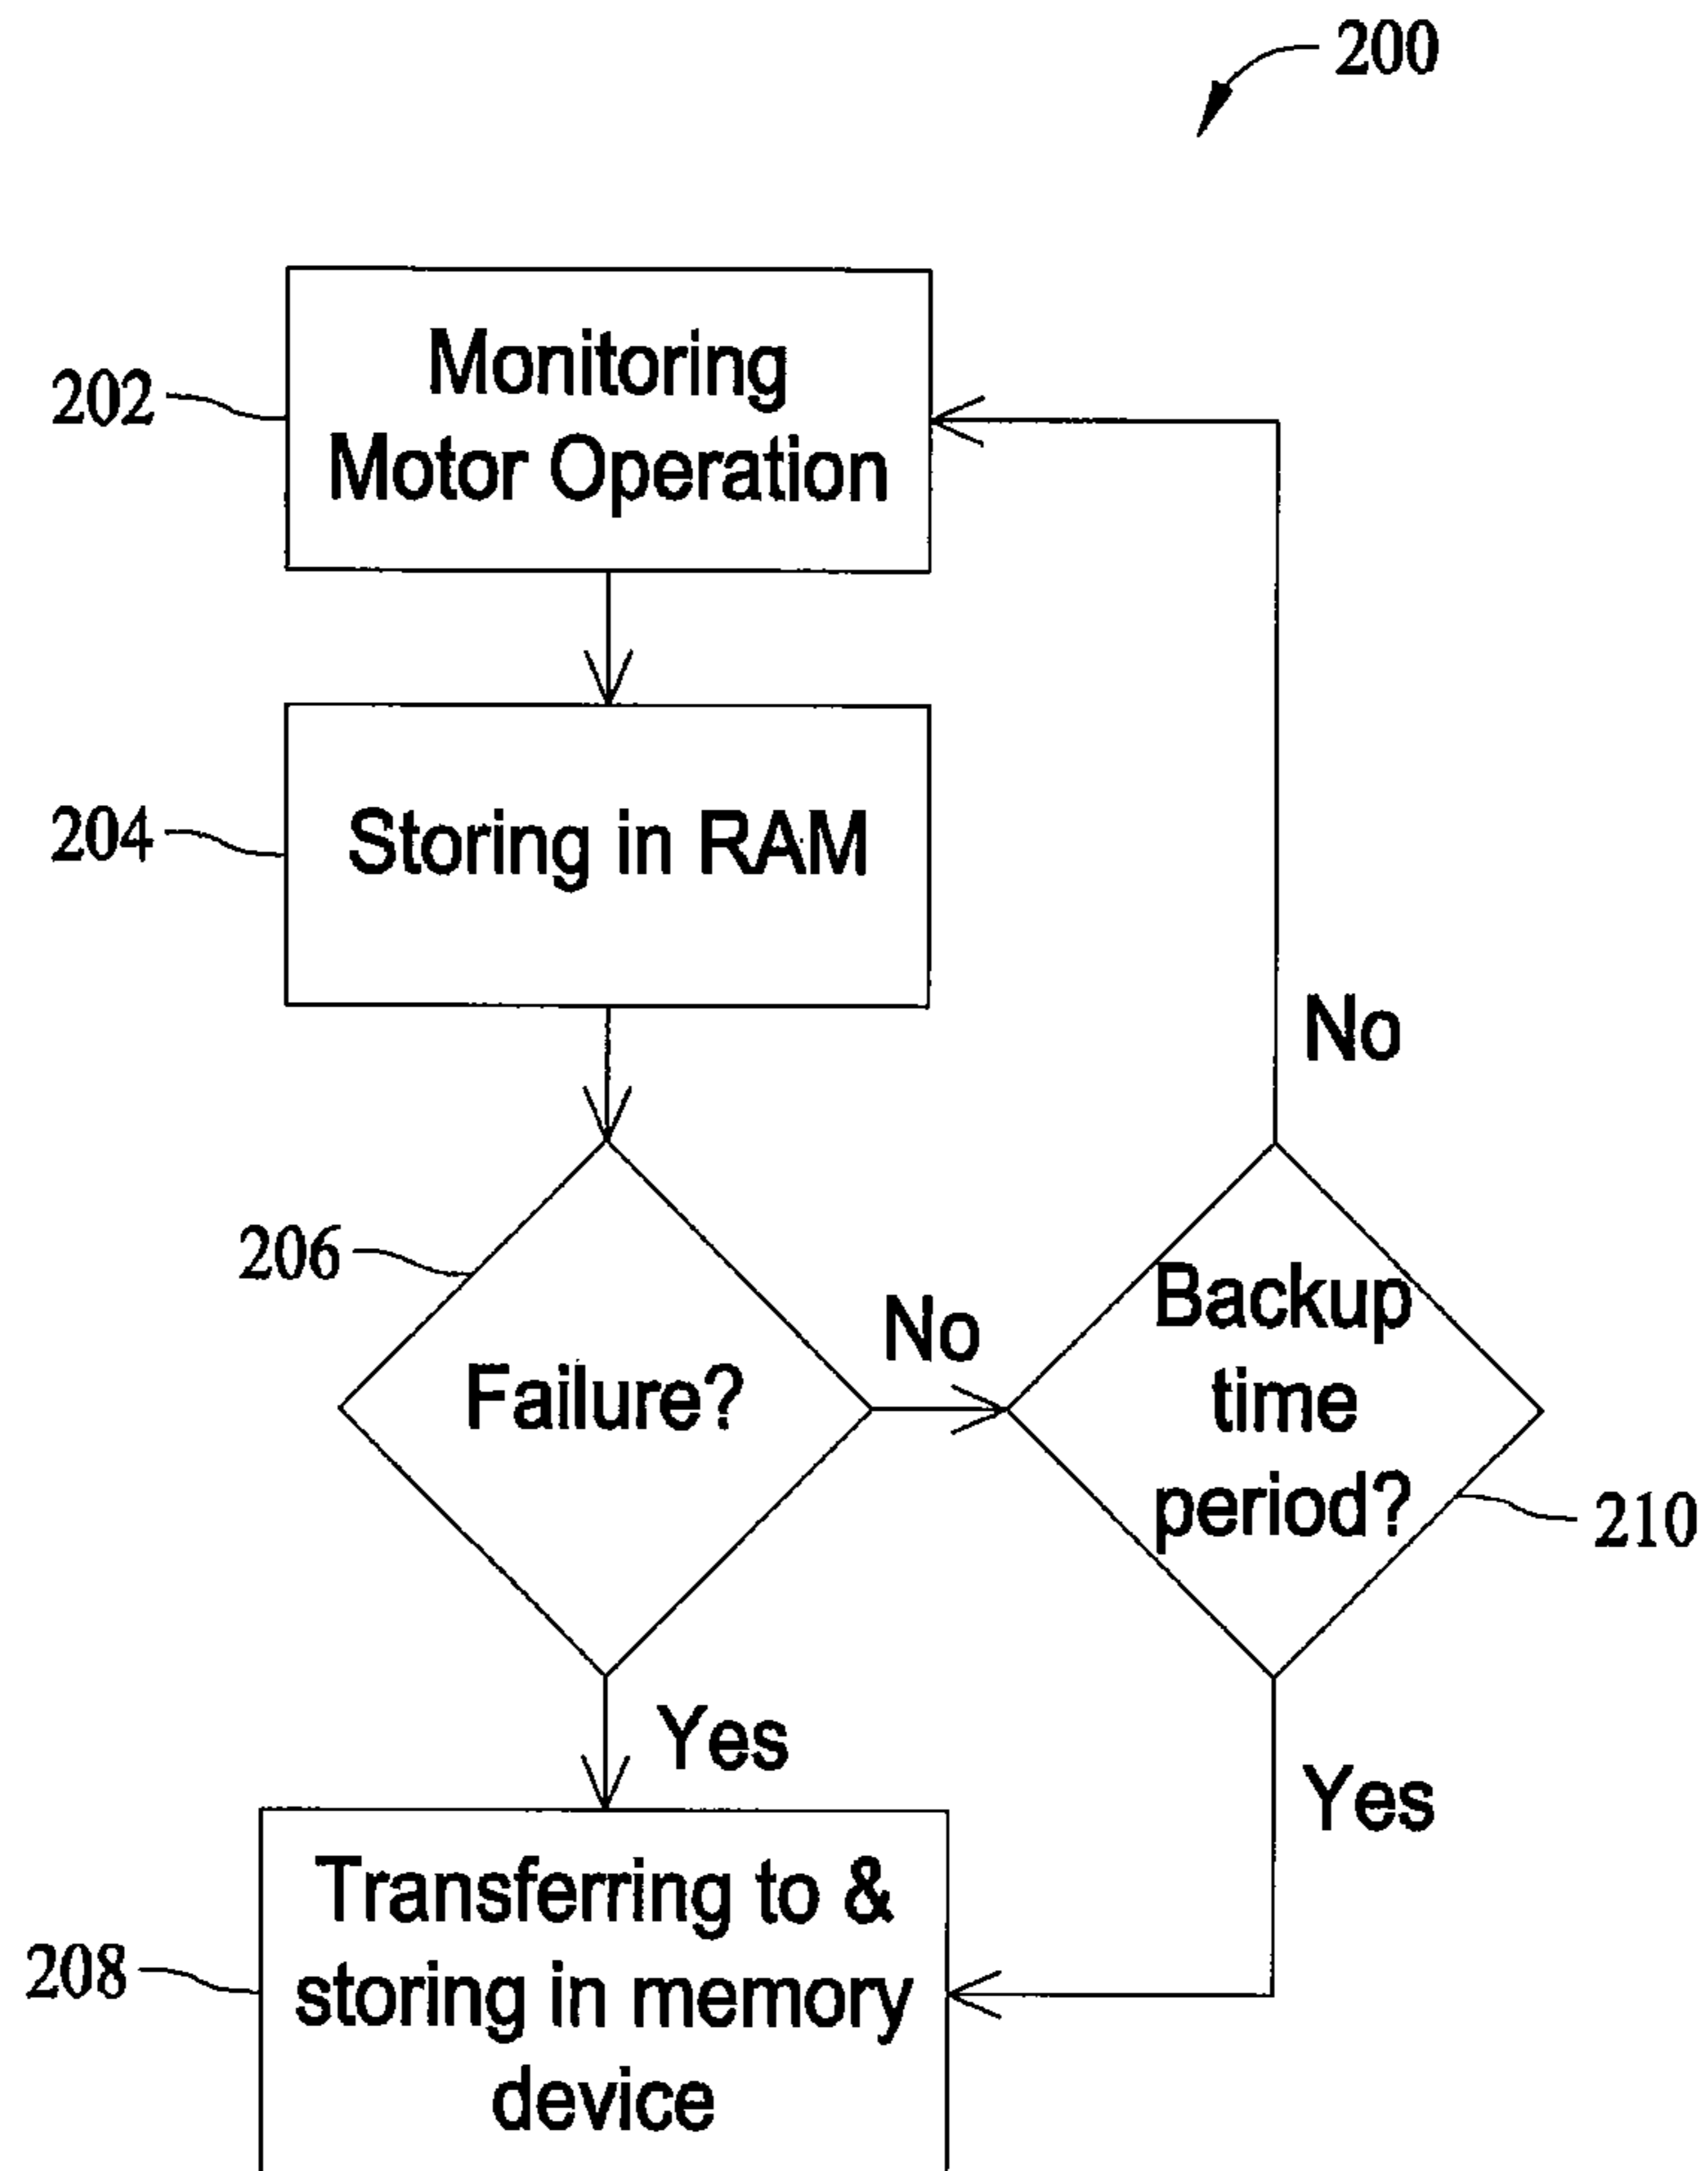 200
Monitoring
Motor Operation
202
Storing in RAM
204
No
206
Failure?
No
Backup
time
period?
210
Yes
Yes
Transferring to &
storing in memory
device
208